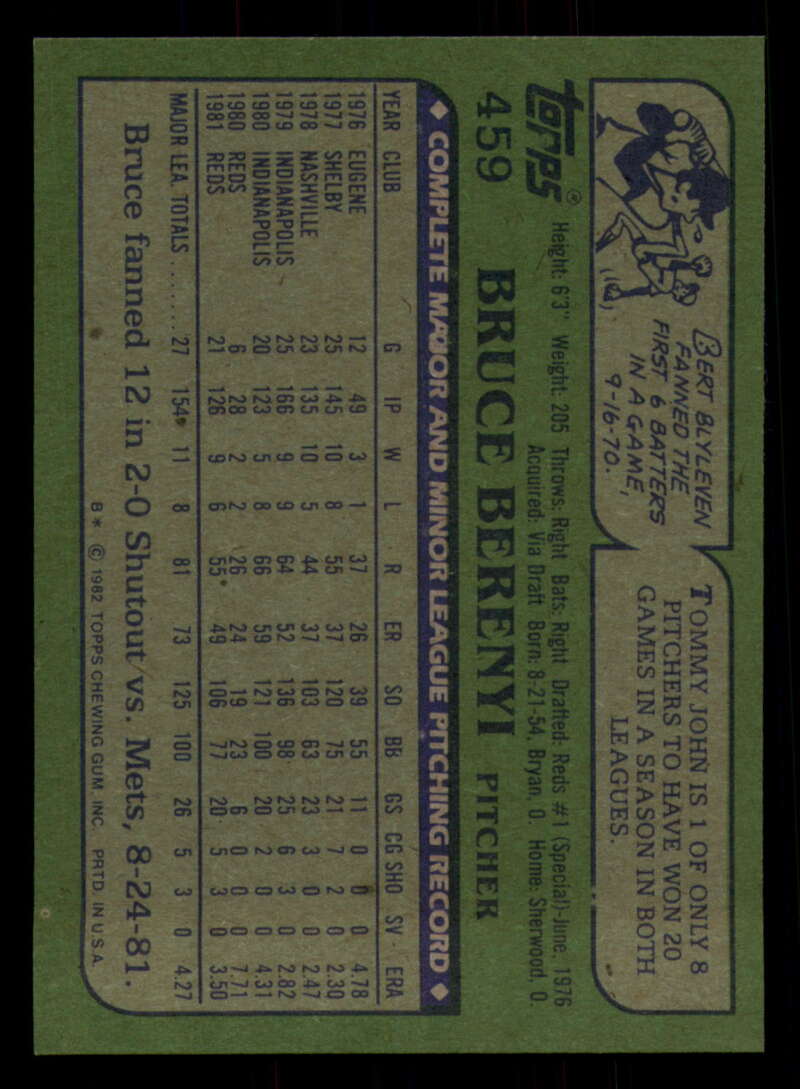 BERT BLYLEVEN
FANNED THE
FIRST 6 BATTERS
IN A GAME,
9-16-70.
TOMMY JOHN IS 1 OF ONLY 8
PITCHERS TO HAVE WON 20
GAMES IN A SEASON IN BOTH
LEAGUES.
topps®
459 BRUCE BERENYI PITCHER
Height: 6'3" Weight: 205 Throws: Right Bats: Right Drafted: Reds #1 (Special)-June, 1976
Acquired: Via Draft Born: 8-21-54, Bryan, O. Home: Sherwood, O.
◆ COMPLETE MAJOR AND MINOR LEAGUE PITCHING RECORD ◆
YEAR CLUB G IP W L R ER SO BB GS CG SHO SV ERA
1976 EUGENE 12 49 3 1 37 26 39 55 11 0 0 0 4.78
1977 SHELBY 25 145 10 8 55 37 120 75 21 7 2 0 2.30
1978 NASHVILLE 23 135 10 5 44 37 103 63 23 3 0 0 2.47
1979 INDIANAPOLIS 25 166 9 9 64 52 136 98 25 6 3 0 2.82
1980 INDIANAPOLIS 20 123 5 8 66 59 121 100 20 2 0 0 4.31
1980 REDS 6 28 2 2 26 24 19 23 6 0 0 0 7.71
1981 REDS 21 126 9 6 55 49 106 77 20 5 3 0 3.50
MAJOR LEA. TOTALS ....... 27 154 11 8 81 73 125 100 26 5 3 0 4.27
Bruce fanned 12 in 2-0 Shutout vs. Mets, 8-24-81.
B* © 1982 TOPPS CHEWING GUM INC. PRTD. IN U.S.A.